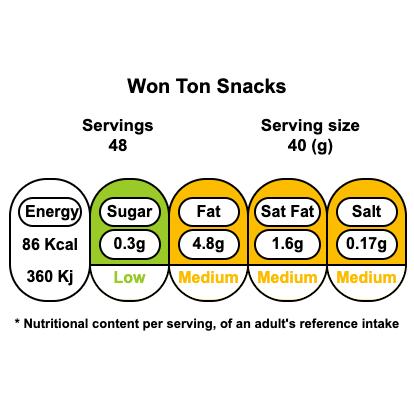 Won Ton Snacks
Servings
48
Serving size
40 (g)
Energy
86 Kcal
360 Kj
Sugar
0.3g
Low
Fat
4.8g
Medium
Sat Fat
1.6g
Medium
Salt
0.17g
Medium
* Nutritional content per serving, of an adult's reference intake